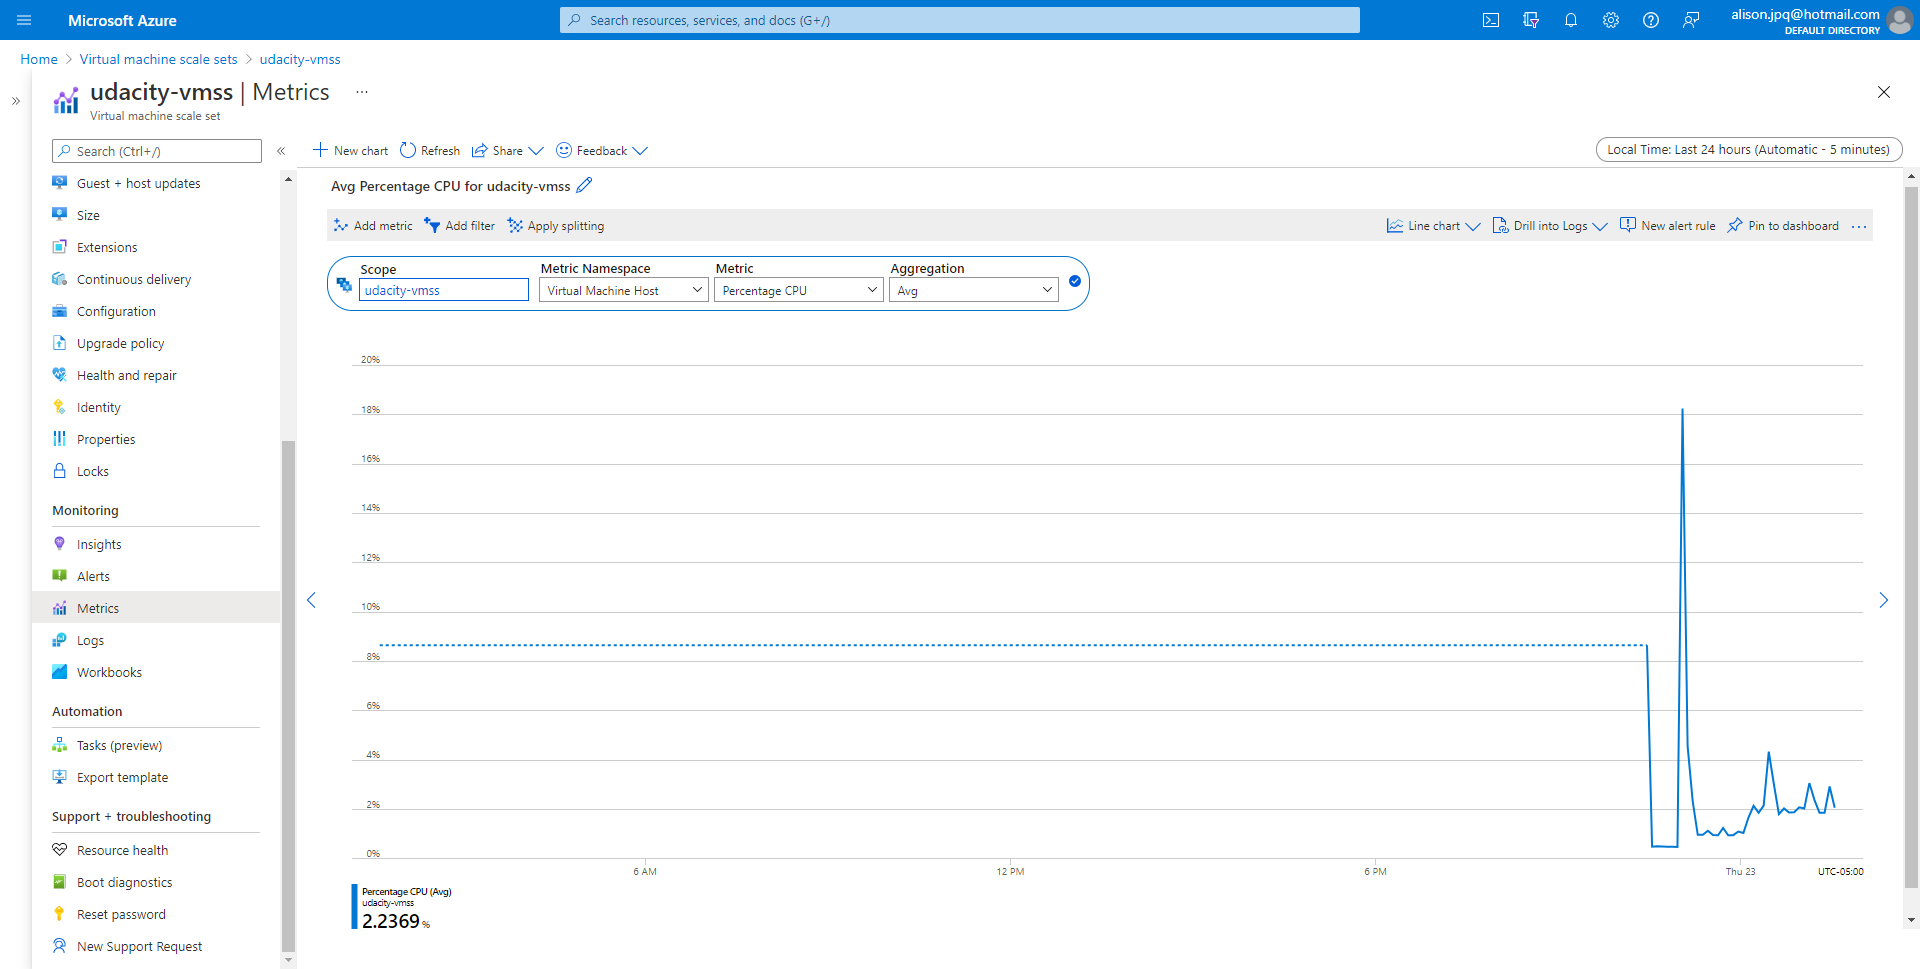 Microsoft Azure
Search resources, services, and docs (G+/)
alison.jpq@hotmail.com
DEFAULT DIRECTORY
Home > Virtual machine scale sets > udacity-vmss
udacity-vmss | Metrics ...
Virtual machine scale set
Search (Ctrl+/)
«
»
Guest + host updates
Size
Extensions
Continuous delivery
Configuration
Upgrade policy
Health and repair
Identity
Properties
Locks
Monitoring
Insights
Alerts
Metrics
Logs
Workbooks
Automation
Tasks (preview)
Export template
Support + troubleshooting
Resource health
Boot diagnostics
Reset password
New Support Request
New chart Refresh Share Feedback
Local Time: Last 24 hours (Automatic - 5 minutes)
Avg Percentage CPU for udacity-vmss
Add metric Add filter Apply splitting
Line chart Drill into Logs New alert rule Pin to dashboard ...
Scope Metric Namespace Metric Aggregation
udacity-vmss Virtual Machine Host Percentage CPU Avg
20%
18%
16%
14%
12%
10%
8%
6%
4%
2%
0%
6 AM 12 PM 6 PM Thu 23 UTC-05:00
Percentage CPU (Avg)
udacity-vmss
2.2369 %